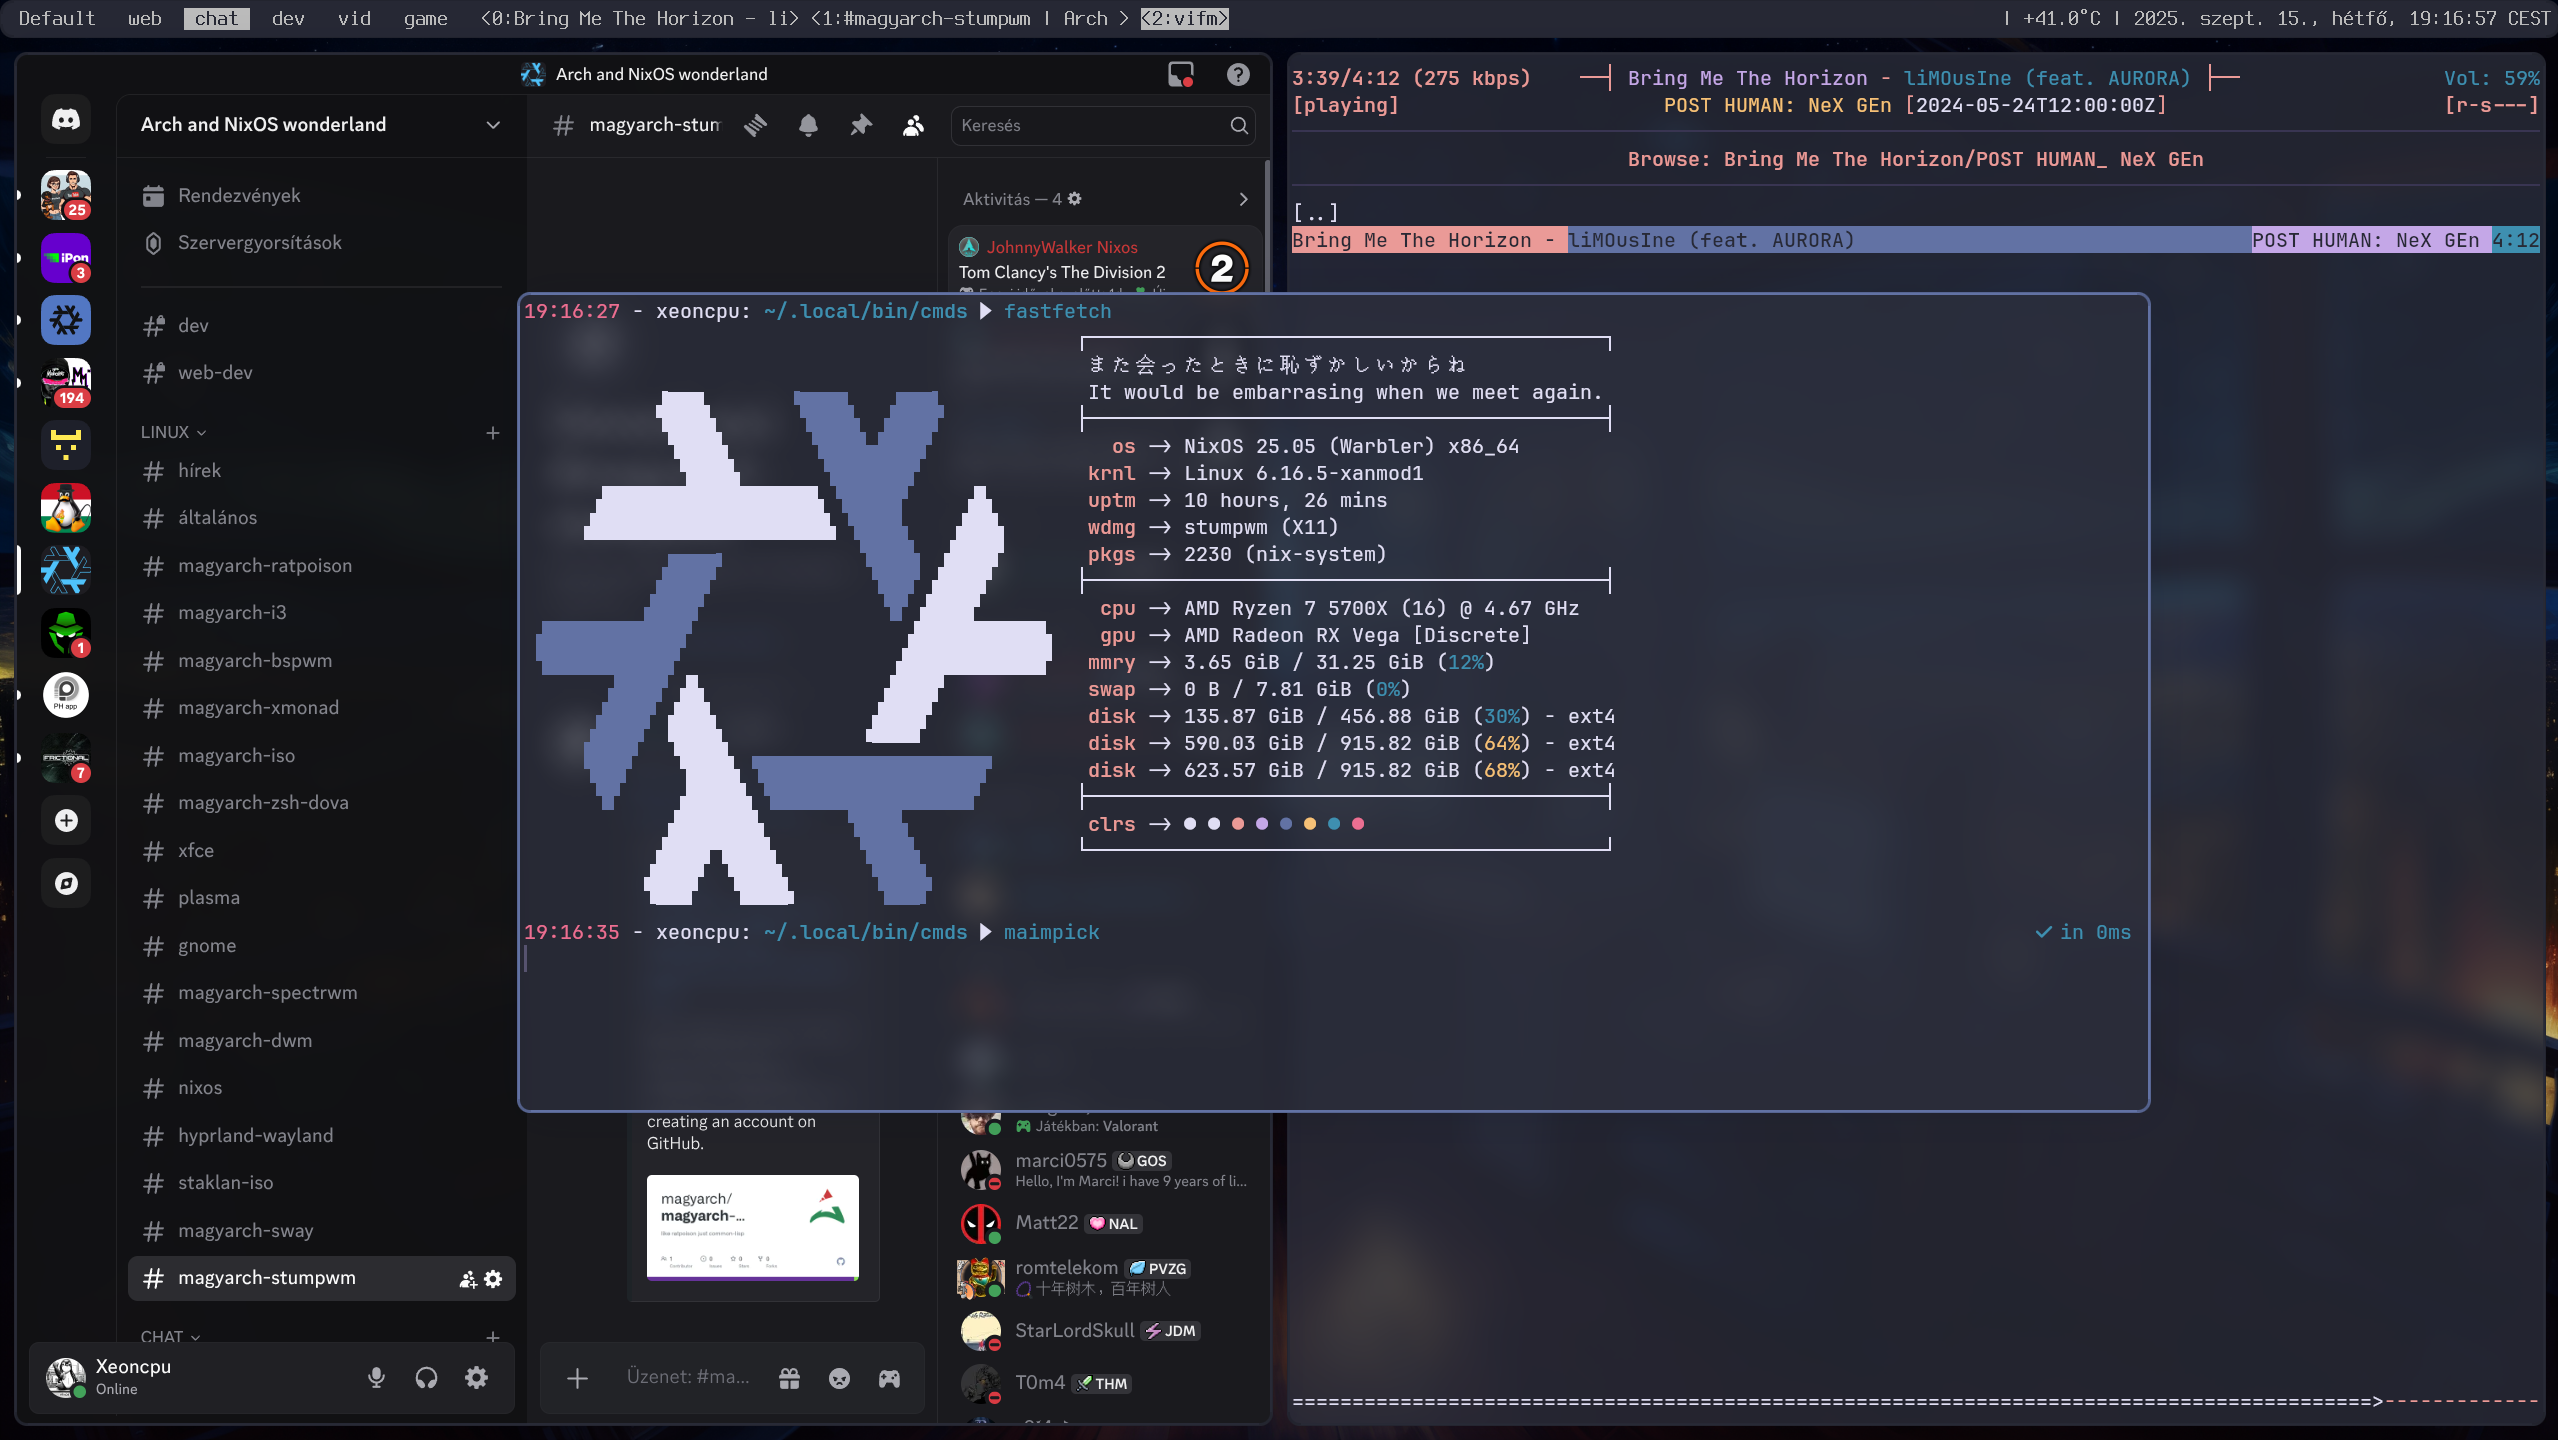 Default web chat dev vid game <0:Bring Me The Horizon - li> <1:#magyarch-stumpwm | Arch > <2:vifm>
| +41.0°C | 2025. szept. 15., hétfő, 19:16:57 CEST
Arch and NixOS wonderland
Arch and NixOS wonderland
magyarch-stum
Keresés
25
3
194
iPon
PH app
FRICTIONAL
1
7
Rendezvények
Szervergyorsítások
dev
web-dev
LINUX
hírek
általános
magyarch-ratpoison
magyarch-i3
magyarch-bspwm
magyarch-xmonad
magyarch-iso
magyarch-zsh-dova
xfce
plasma
gnome
magyarch-spectrwm
magyarch-dwm
nixos
hyprland-wayland
staklan-iso
magyarch-sway
magyarch-stumpwm
CHAT
Xeoncpu
Online
Aktivitás — 4
JohnnyWalker Nixos
Tom Clancy's The Division 2
2
creating an account on
GitHub.
magyarch/
magyarch-...
like ratpoison just common-lisp
Üzenet: #ma...
Játékban: Valorant
marci0575 GOS
Hello, I'm Marci! i have 9 years of li...
Matt22 NAL
romtelekom PVZG
十年树木，百年树人
StarLordSkull JDM
T0m4 THM
3:39/4:12 (275 kbps) ──┤ Bring Me The Horizon - liMOusIne (feat. AURORA) ├── Vol: 59%
[playing] POST HUMAN: NeX GEn [2024-05-24T12:00:00Z] [r-s---]
Browse: Bring Me The Horizon/POST HUMAN_ NeX GEn
[..]
Bring Me The Horizon - liMOusIne (feat. AURORA) POST HUMAN: NeX GEn 4:12
19:16:27 - xeoncpu: ~/.local/bin/cmds fastfetch
また会ったときに恥ずかしいからね
It would be embarrasing when we meet again.
os -> NixOS 25.05 (Warbler) x86_64
krnl -> Linux 6.16.5-xanmod1
uptm -> 10 hours, 26 mins
wdmg -> stumpwm (X11)
pkgs -> 2230 (nix-system)
cpu -> AMD Ryzen 7 5700X (16) @ 4.67 GHz
gpu -> AMD Radeon RX Vega [Discrete]
mmry -> 3.65 GiB / 31.25 GiB (12%)
swap -> 0 B / 7.81 GiB (0%)
disk -> 135.87 GiB / 456.88 GiB (30%) - ext4
disk -> 590.03 GiB / 915.82 GiB (64%) - ext4
disk -> 623.57 GiB / 915.82 GiB (68%) - ext4
clrs ->
19:16:35 - xeoncpu: ~/.local/bin/cmds maimpick ✓ in 0ms